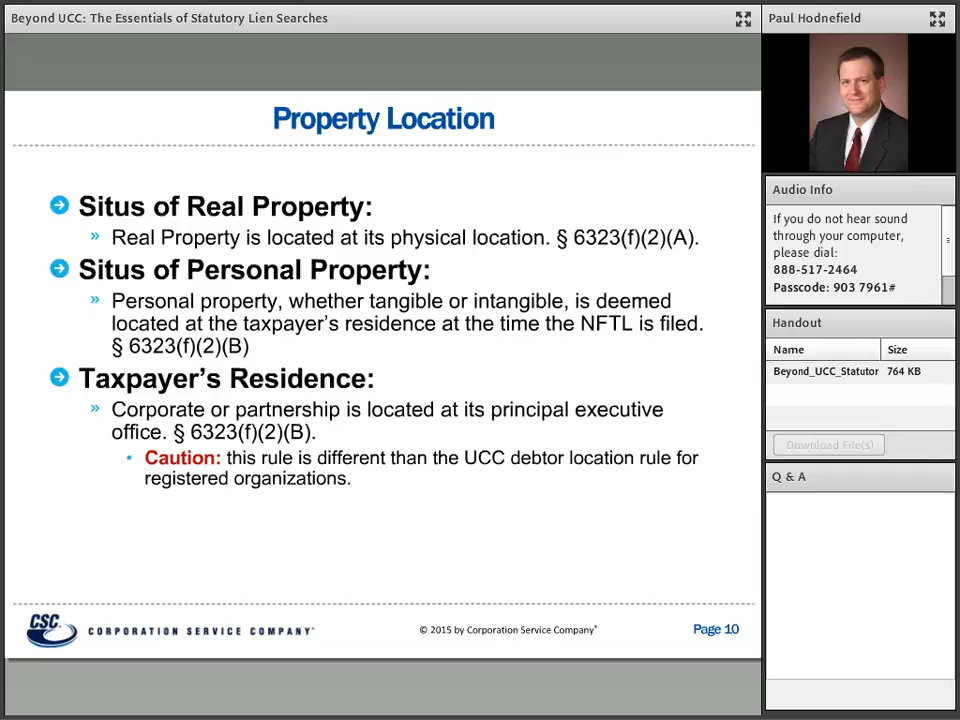 Beyond UCC: The Essentials of Statutory Lien Searches
Property Location
Situs of Real Property:
» Real Property is located at its physical location. § 6323(f)(2)(A).
Situs of Personal Property:
» Personal property, whether tangible or intangible, is deemed
located at the taxpayer’s residence at the time the NFTL is filed.
§ 6323(f)(2)(B)
Taxpayer’s Residence:
» Corporate or partnership is located at its principal executive
office. § 6323(f)(2)(B).
• Caution: this rule is different than the UCC debtor location rule for
registered organizations.
CSC.
CORPORATION SERVICE COMPANY®
© 2015 by Corporation Service Company®
Page 10
Paul Hodnefield
Audio Info
If you do not hear sound
through your computer,
please dial:
888-517-2464
Passcode: 903 7961#
Handout
Name Size
Beyond_UCC_Statutor 764 KB
Download File(s)
Q & A